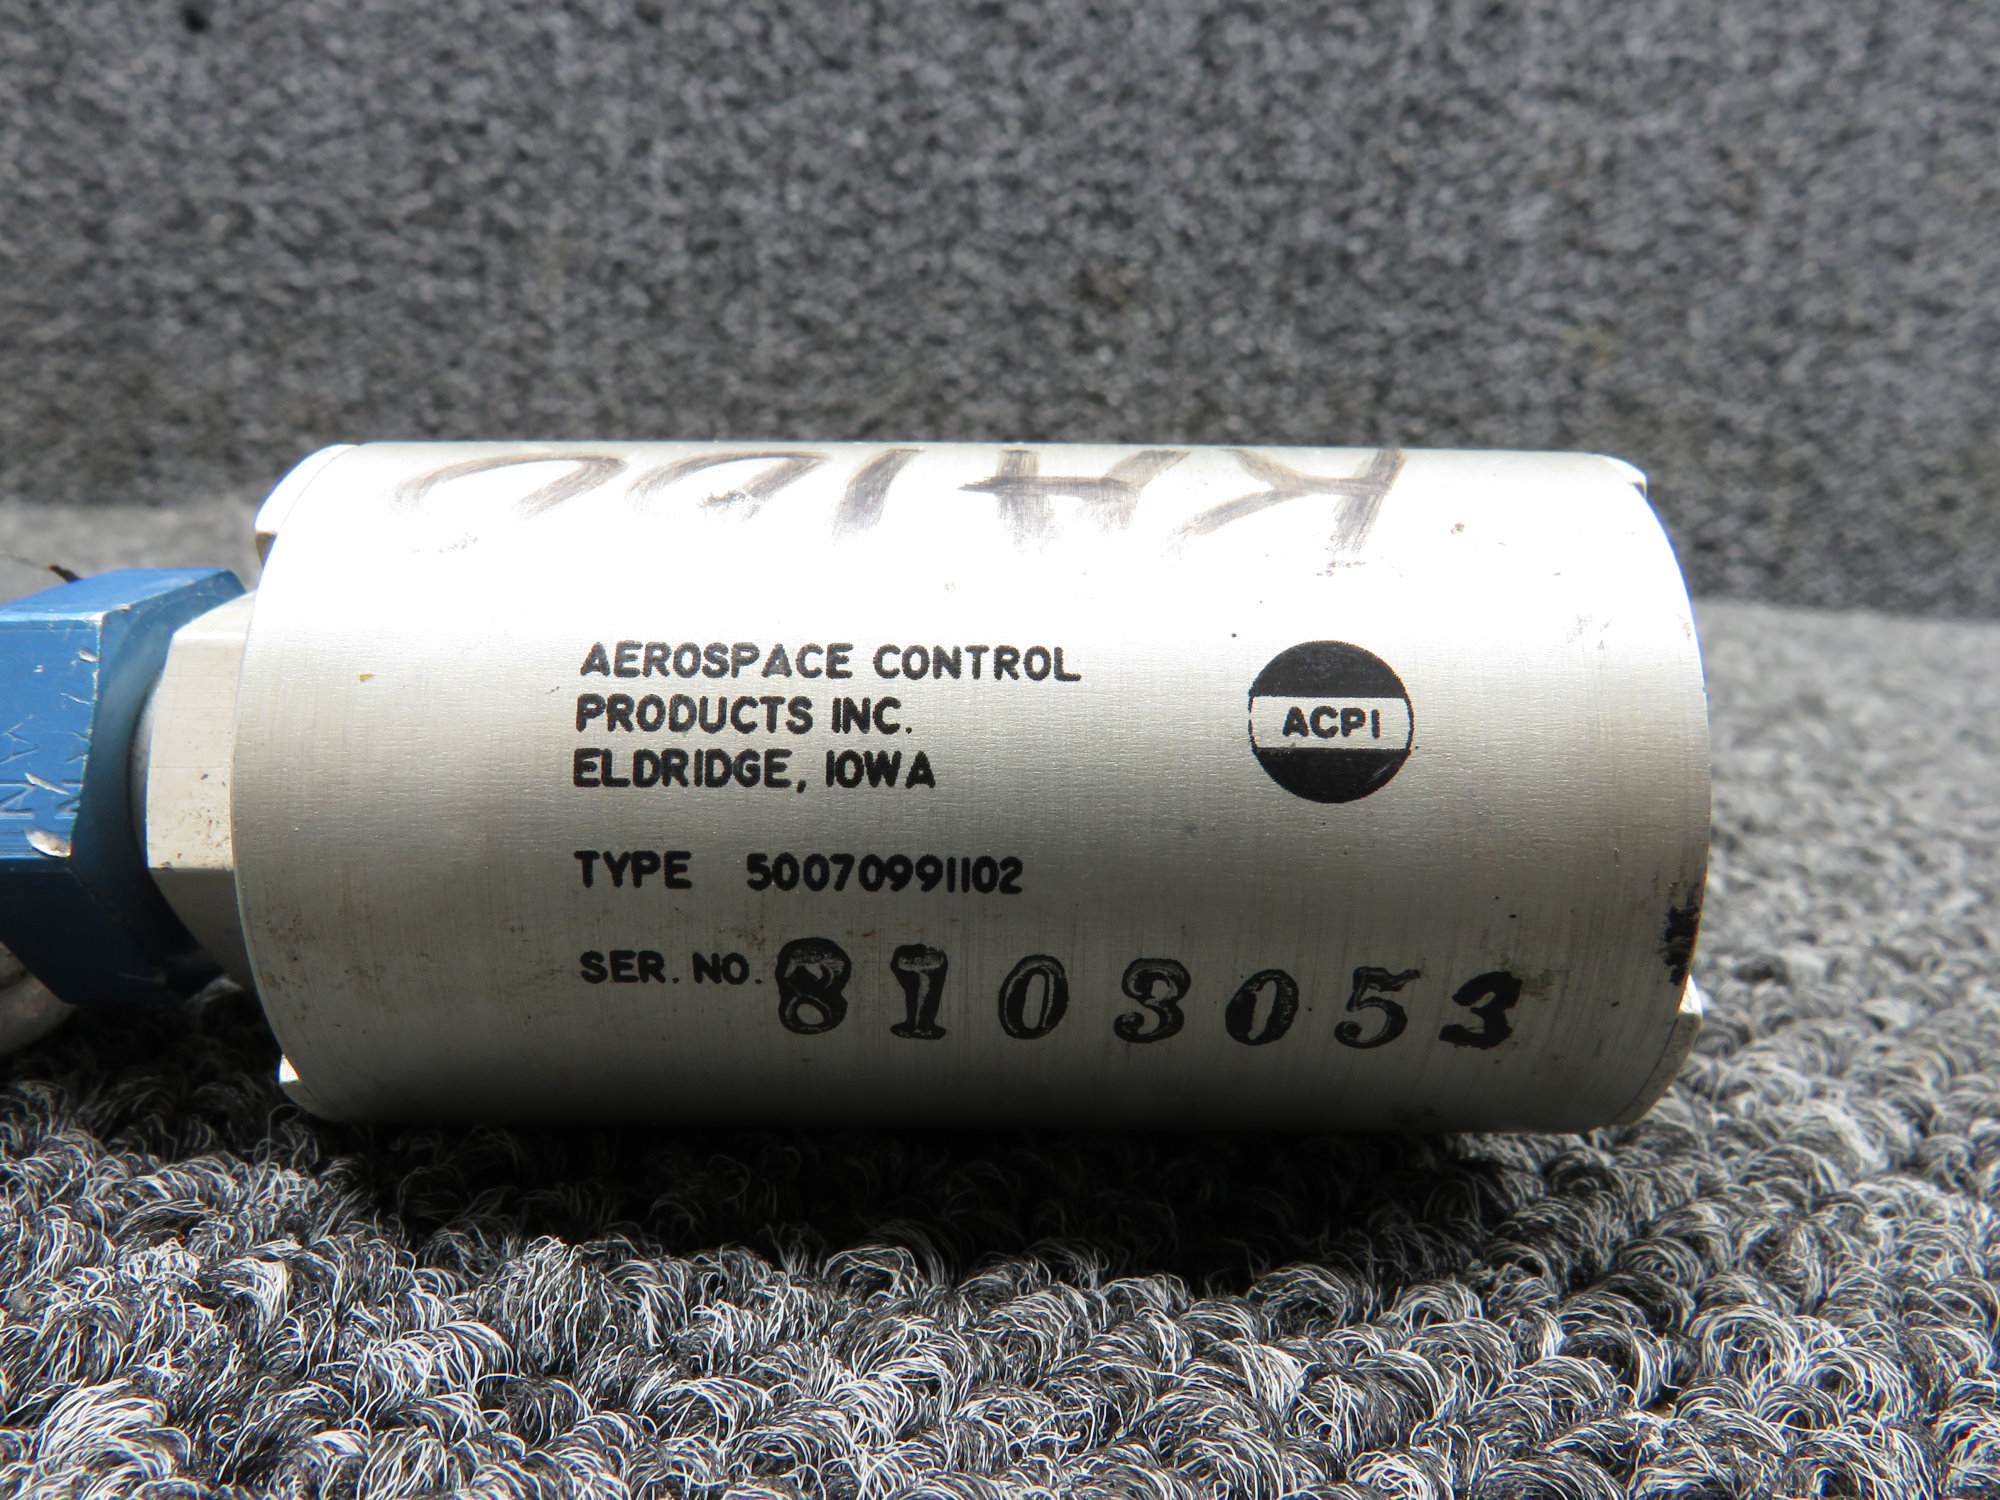 AEROSPACE CONTROL
PRODUCTS INC.
ELDRIDGE, IOWA
ACPI
TYPE 50070991102
SER. NO. 8103053